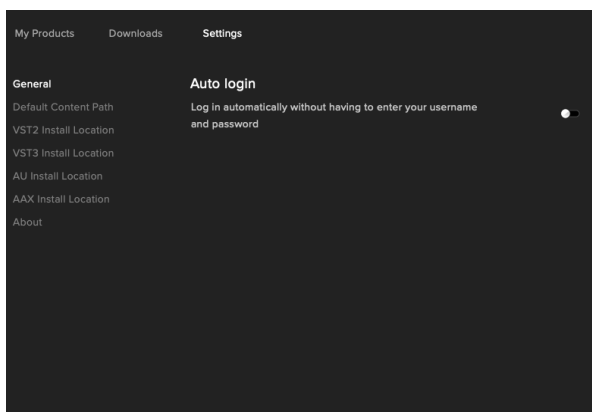 My Products Downloads Settings
General
Default Content Path
VST2 Install Location
VST3 Install Location
AU Install Location
AAX Install Location
About
Auto login
Log in automatically without having to enter your username
and password